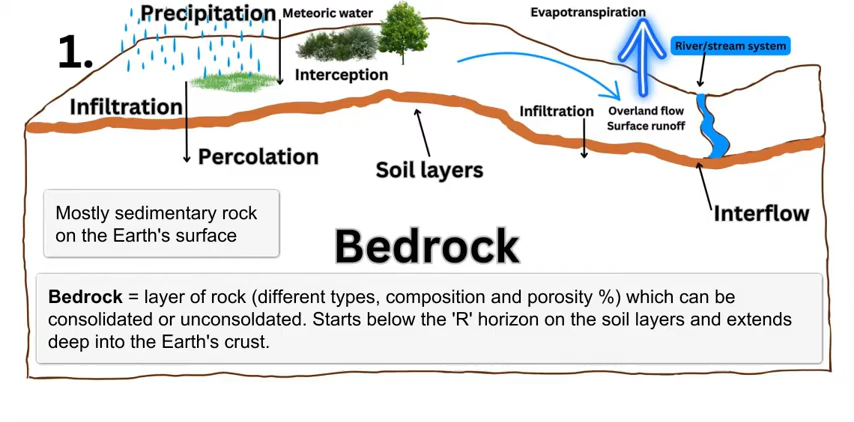 Precipitation
Meteoric water
Evapotranspiration
1.
River/stream system
Interception
Infiltration
Infiltration
Overland flow
Surface runoff
Percolation
Soil layers
Interflow
Mostly sedimentary rock
on the Earth's surface
Bedrock
Bedrock = layer of rock (different types, composition and porosity %) which can be
consolidated or unconsoldated. Starts below the 'R' horizon on the soil layers and extends
deep into the Earth's crust.